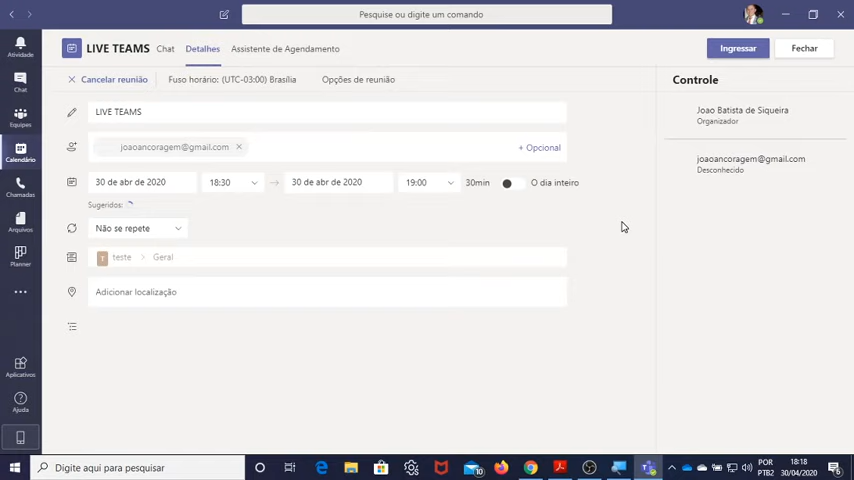 Pesquise ou digite um comando
Atividade
Chat
Equipes
Calendário
Chamadas
Arquivos
Planner
Aplicativos
Ajuda
LIVE TEAMS
Chat
Detalhes
Assistente de Agendamento
Ingressar
Fechar
Cancelar reunião
Fuso horário: (UTC-03:00) Brasília
Opções de reunião
LIVE TEAMS
joaoancoragem@gmail.com
+ Opcional
30 de abr de 2020
18:30
30 de abr de 2020
19:00
30min
O dia inteiro
Sugeridos:
Não se repete
T
teste
Geral
Adicionar localização
Controle
Joao Batista de Siqueira
Organizador
joaoancoragem@gmail.com
Desconhecido
Digite aqui para pesquisar
10
POR
PTB2
18:18
30/04/2020